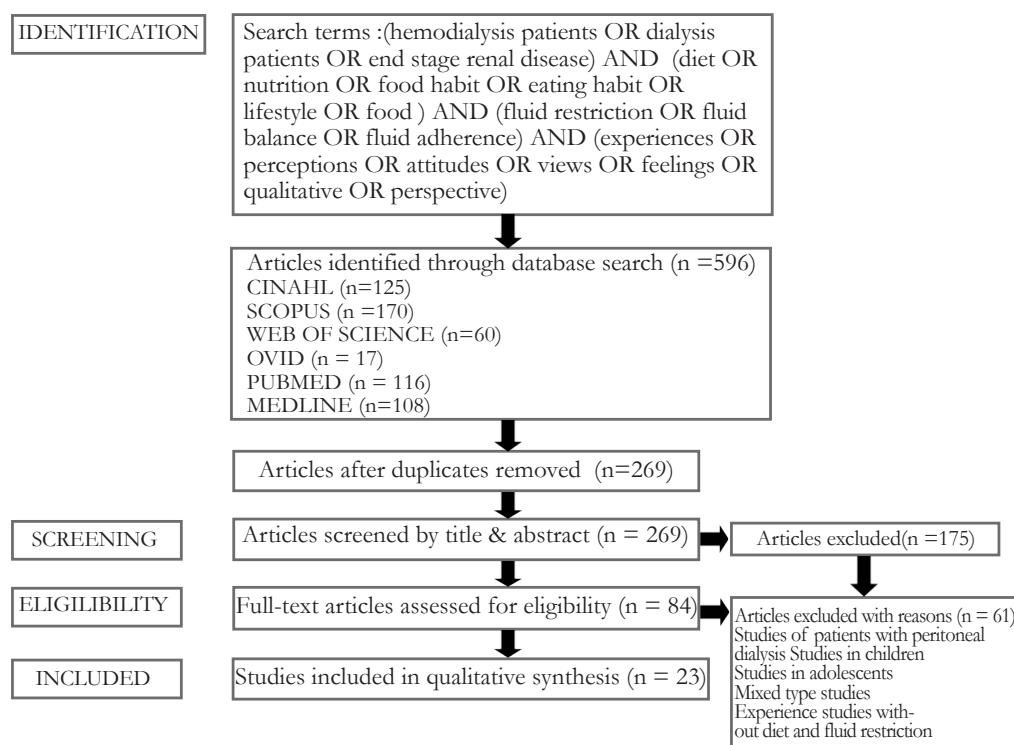 IDENTIFICATION
Search terms :(hemodialysis patients OR dialysis
patients OR end stage renal disease) AND (diet OR
nutrition OR food habit OR eating habit OR
lifestyle OR food ) AND (fluid restriction OR fluid
balance OR fluid adherence) AND (experiences OR
perceptions OR attitudes OR views OR feelings OR
qualitative OR perspective)
Articles identified through database search (n =596)
CINAHL (n=125)
SCOPUS (n =170)
WEB OF SCIENCE (n=60)
OVID (n = 17)
PUBMED (n = 116)
MEDLINE (n=108)
Articles after duplicates removed (n=269)
SCREENING
Articles screened by title & abstract (n = 269)
Articles excluded(n =175)
ELIGILIBILITY
Full-text articles assessed for eligibility (n = 84)
Articles excluded with reasons (n = 61)
Studies of patients with peritoneal
dialysis Studies in children
Studies in adolescents
Mixed type studies
Experience studies with-
out diet and fluid restriction
INCLUDED
Studies included in qualitative synthesis (n = 23)